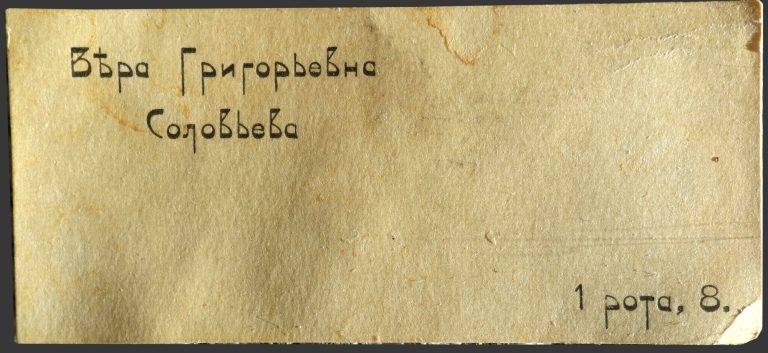 Вѣра Григорьевна
Соловьева
1 рота, 8.